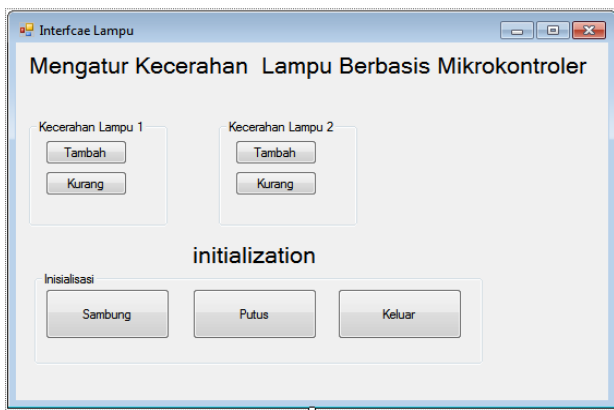 Interfcae Lampu
Mengatur Kecerahan Lampu Berbasis Mikrokontroler
Kecerahan Lampu 1
Kecerahan Lampu 2
Tambah
Tambah
Kurang
Kurang
initialization
Inisialisasi
Sambung
Putus
Keluar